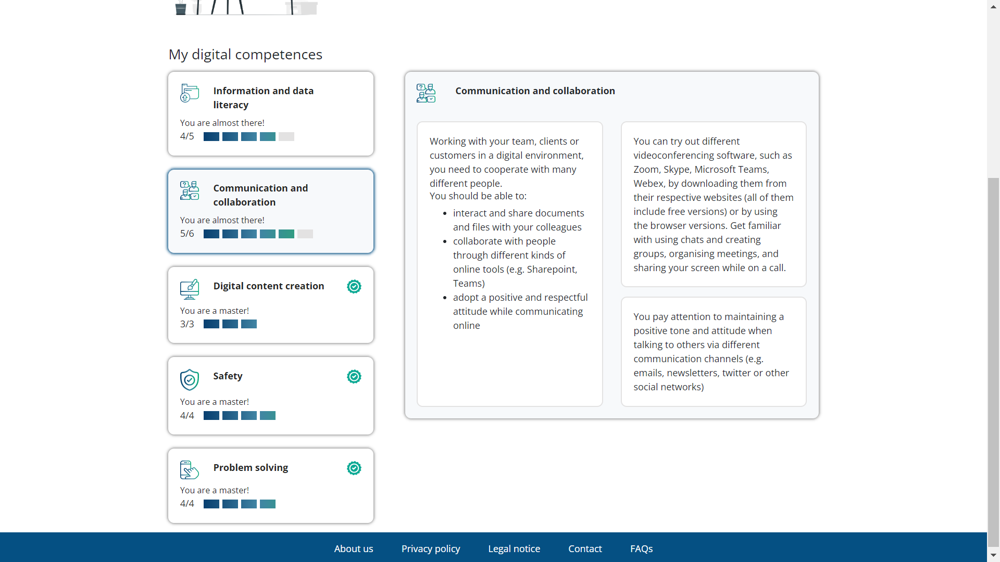 My digital competences
Information and data
literacy
You are almost there!
4/5
Communication and
collaboration
You are almost there!
5/6
Digital content creation
You are a master!
3/3
Safety
You are a master!
4/4
Problem solving
You are a master!
4/4
Communication and collaboration
Working with your team, clients or
customers in a digital environment,
you need to cooperate with many
different people.
You should be able to:
• interact and share documents
and files with your colleagues
• collaborate with people
through different kinds of
online tools (e.g. Sharepoint,
Teams)
• adopt a positive and respectful
attitude while communicating
online
You can try out different
videoconferencing software, such as
Zoom, Skype, Microsoft Teams,
Webex, by downloading them from
their respective websites (all of them
include free versions) or by using
the browser versions. Get familiar
with using chats and creating
groups, organising meetings, and
sharing your screen while on a call.
You pay attention to maintaining a
positive tone and attitude when
talking to others via different
communication channels (e.g.
emails, newsletters, twitter or other
social networks)
About us Privacy policy Legal notice Contact FAQs